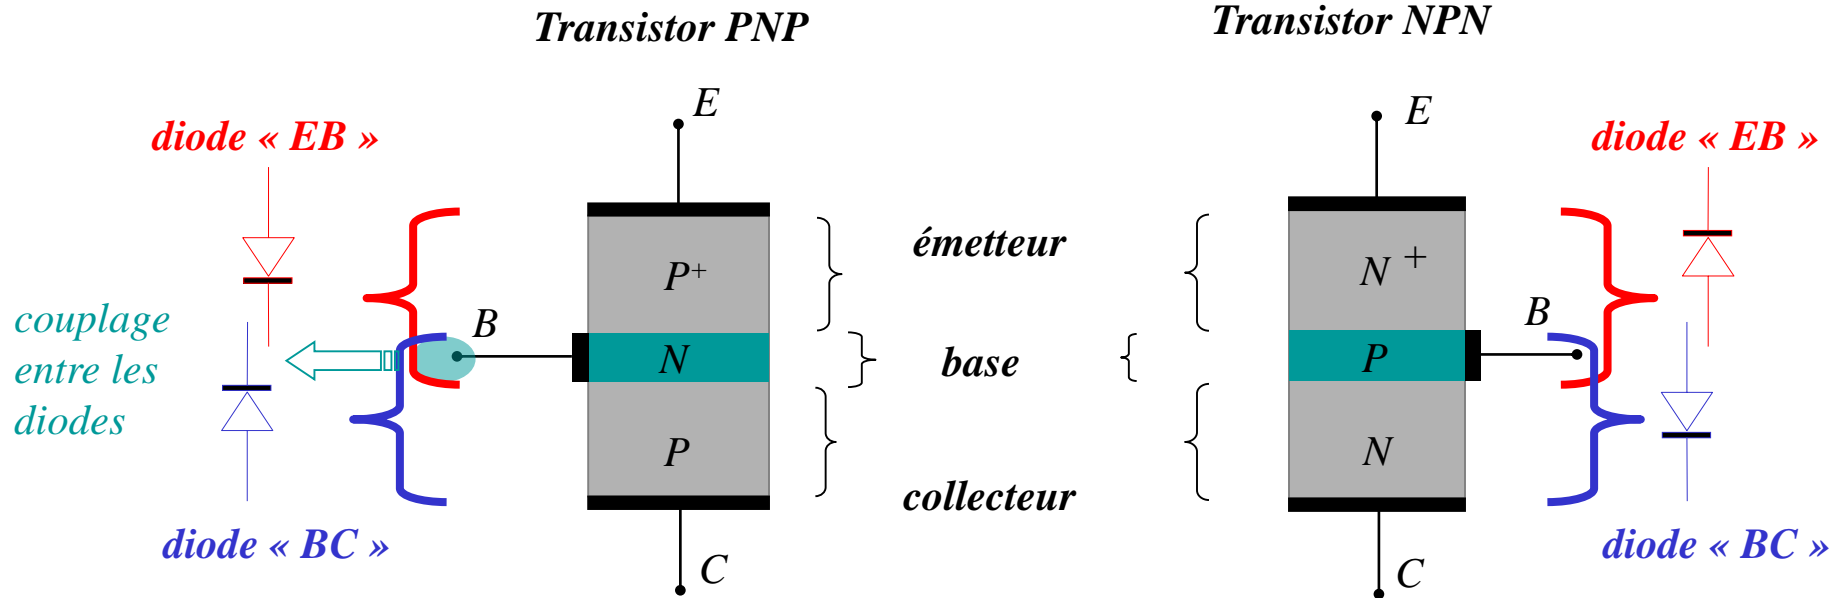 Transistor PNP
Transistor NPN
E
E
diode « EB »
diode « EB »
émetteur
P+
N +
couplage
entre les
diodes
B
B
N
base
P
P
N
collecteur
diode « BC »
diode « BC »
C
C